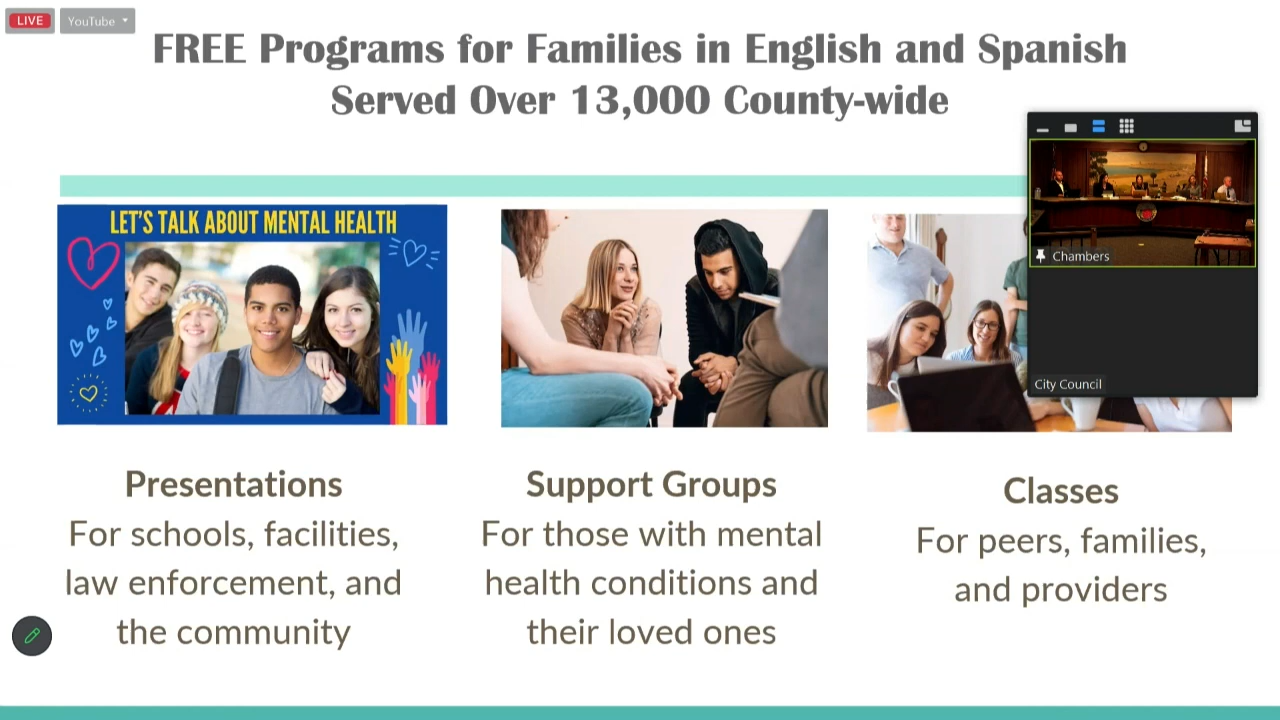 LIVE
YouTube
FREE Programs for Families in English and Spanish
Served Over 13,000 County-wide
LET'S TALK ABOUT MENTAL HEALTH
Chambers
City Council
Presentations
For schools, facilities,
law enforcement, and
the community
Support Groups
For those with mental
health conditions and
their loved ones
Classes
For peers, families,
and providers